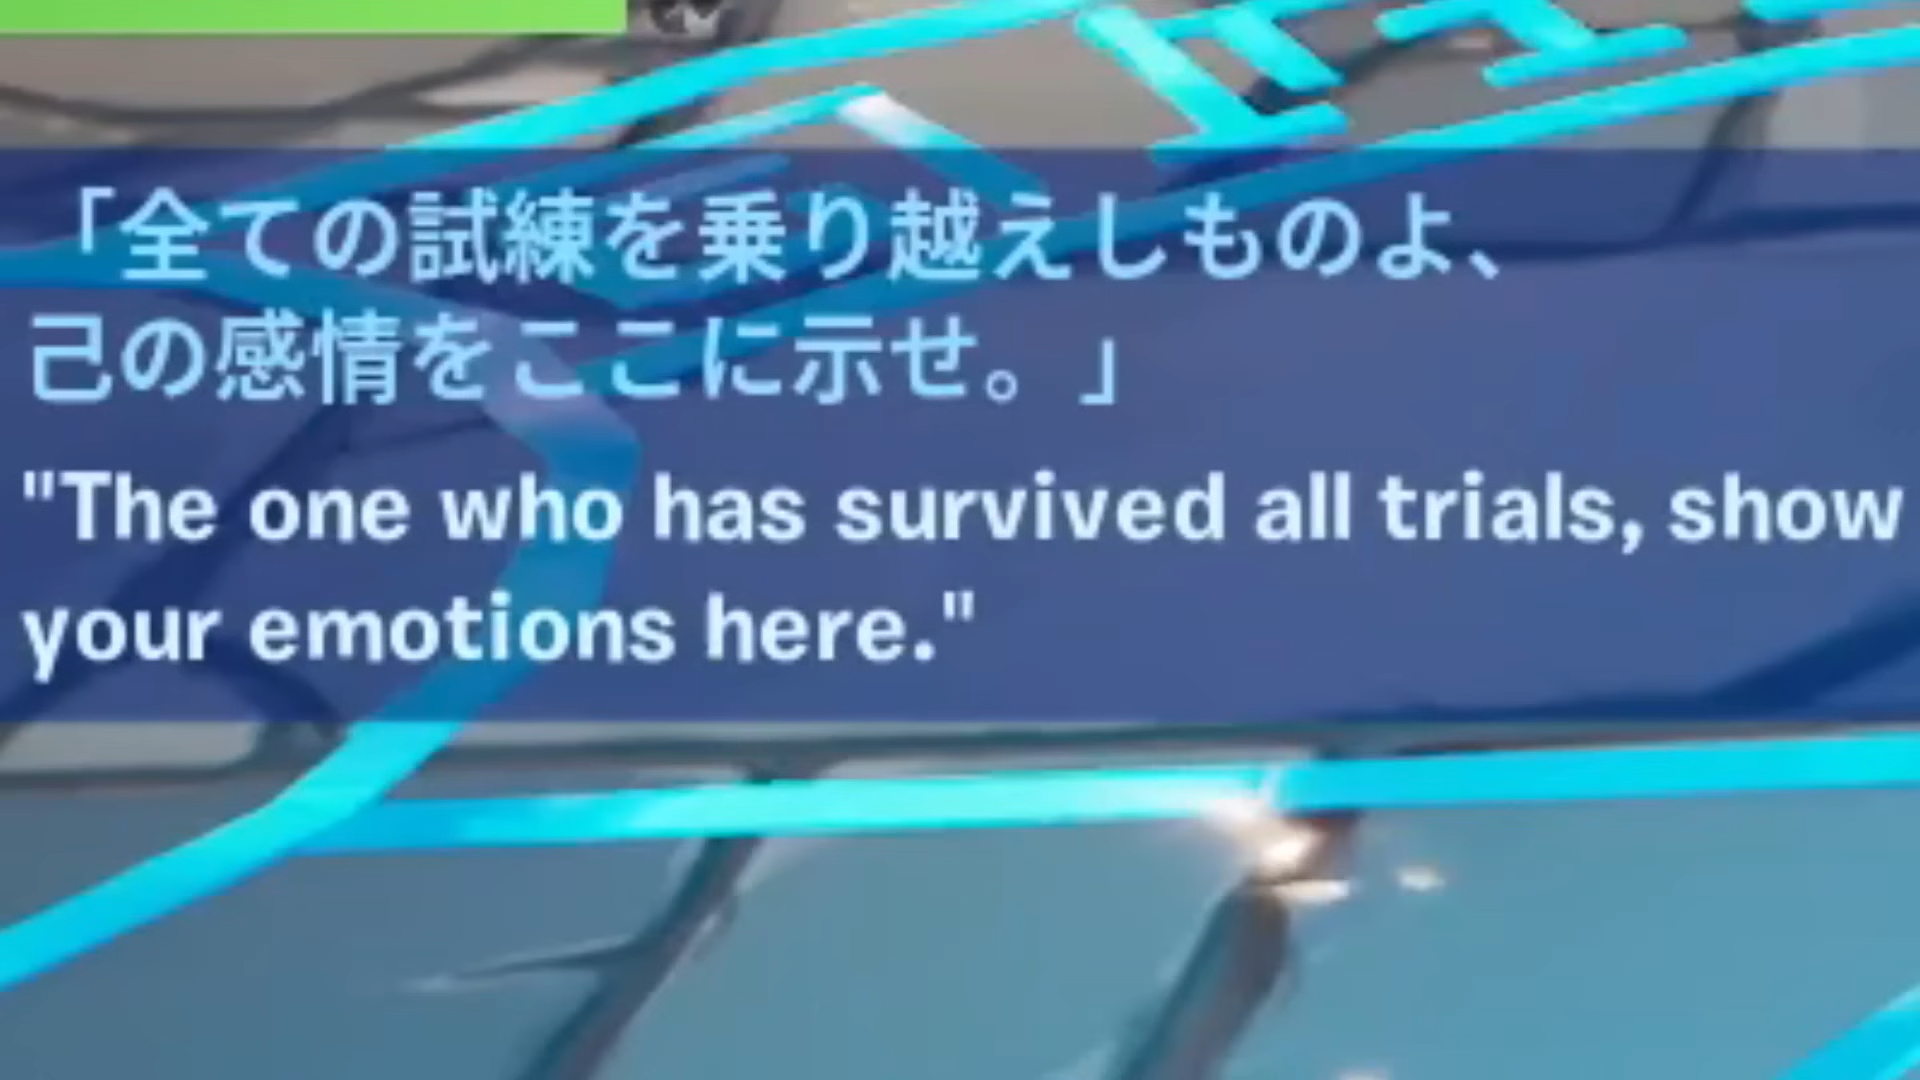 「全ての試練を乗り越えしものよ、
己の感情をここに示せ。」
"The one who has survived all trials, show
your emotions here."